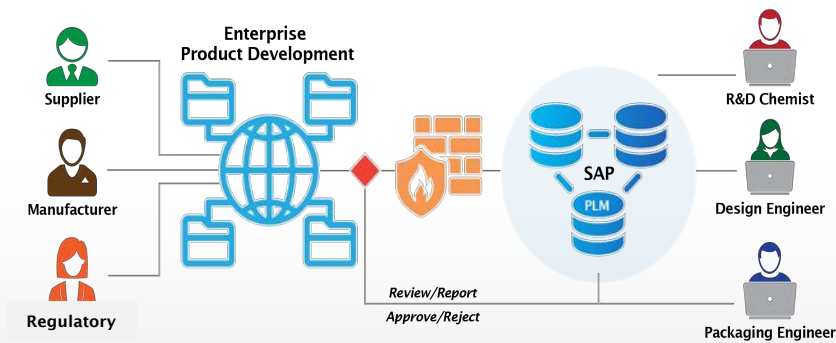 Enterprise
Product Development
Supplier
Manufacturer
Regulatory
SAP
PLM
R&D Chemist
Design Engineer
Packaging Engineer
Review/Report
Approve/Reject